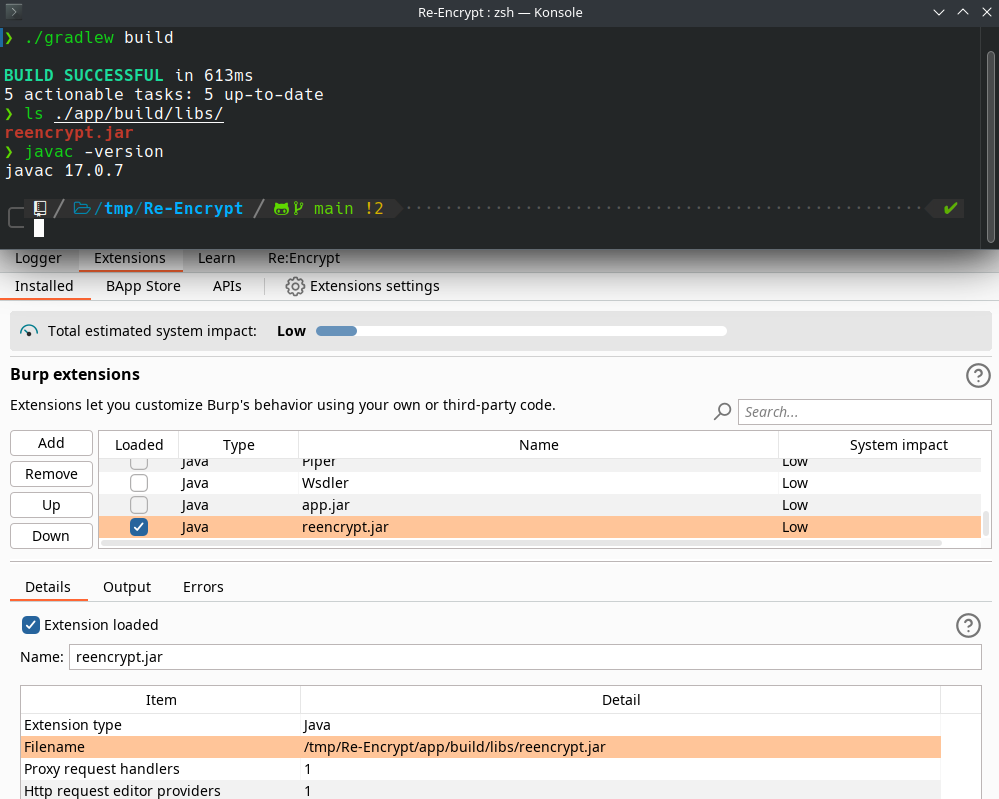 Re-Encrypt : zsh — Konsole
❯ ./gradlew build
BUILD SUCCESSFUL in 613ms
5 actionable tasks: 5 up-to-date
❯ ls ./app/build/libs/
reencrypt.jar
❯ javac -version
javac 17.0.7
/ /tmp/Re-Encrypt / main !2 ✔
Logger Extensions Learn Re:Encrypt
Installed BApp Store APIs Extensions settings
Total estimated system impact: Low
Burp extensions
Extensions let you customize Burp's behavior using your own or third-party code.
Search...
Add
Remove
Up
Down
Loaded Type Name System impact
Java Piper Low
Java Wsdler Low
Java app.jar Low
Java reencrypt.jar Low
Details Output Errors
Extension loaded
Name: reencrypt.jar
Item Detail
Extension type Java
Filename /tmp/Re-Encrypt/app/build/libs/reencrypt.jar
Proxy request handlers 1
Http request editor providers 1